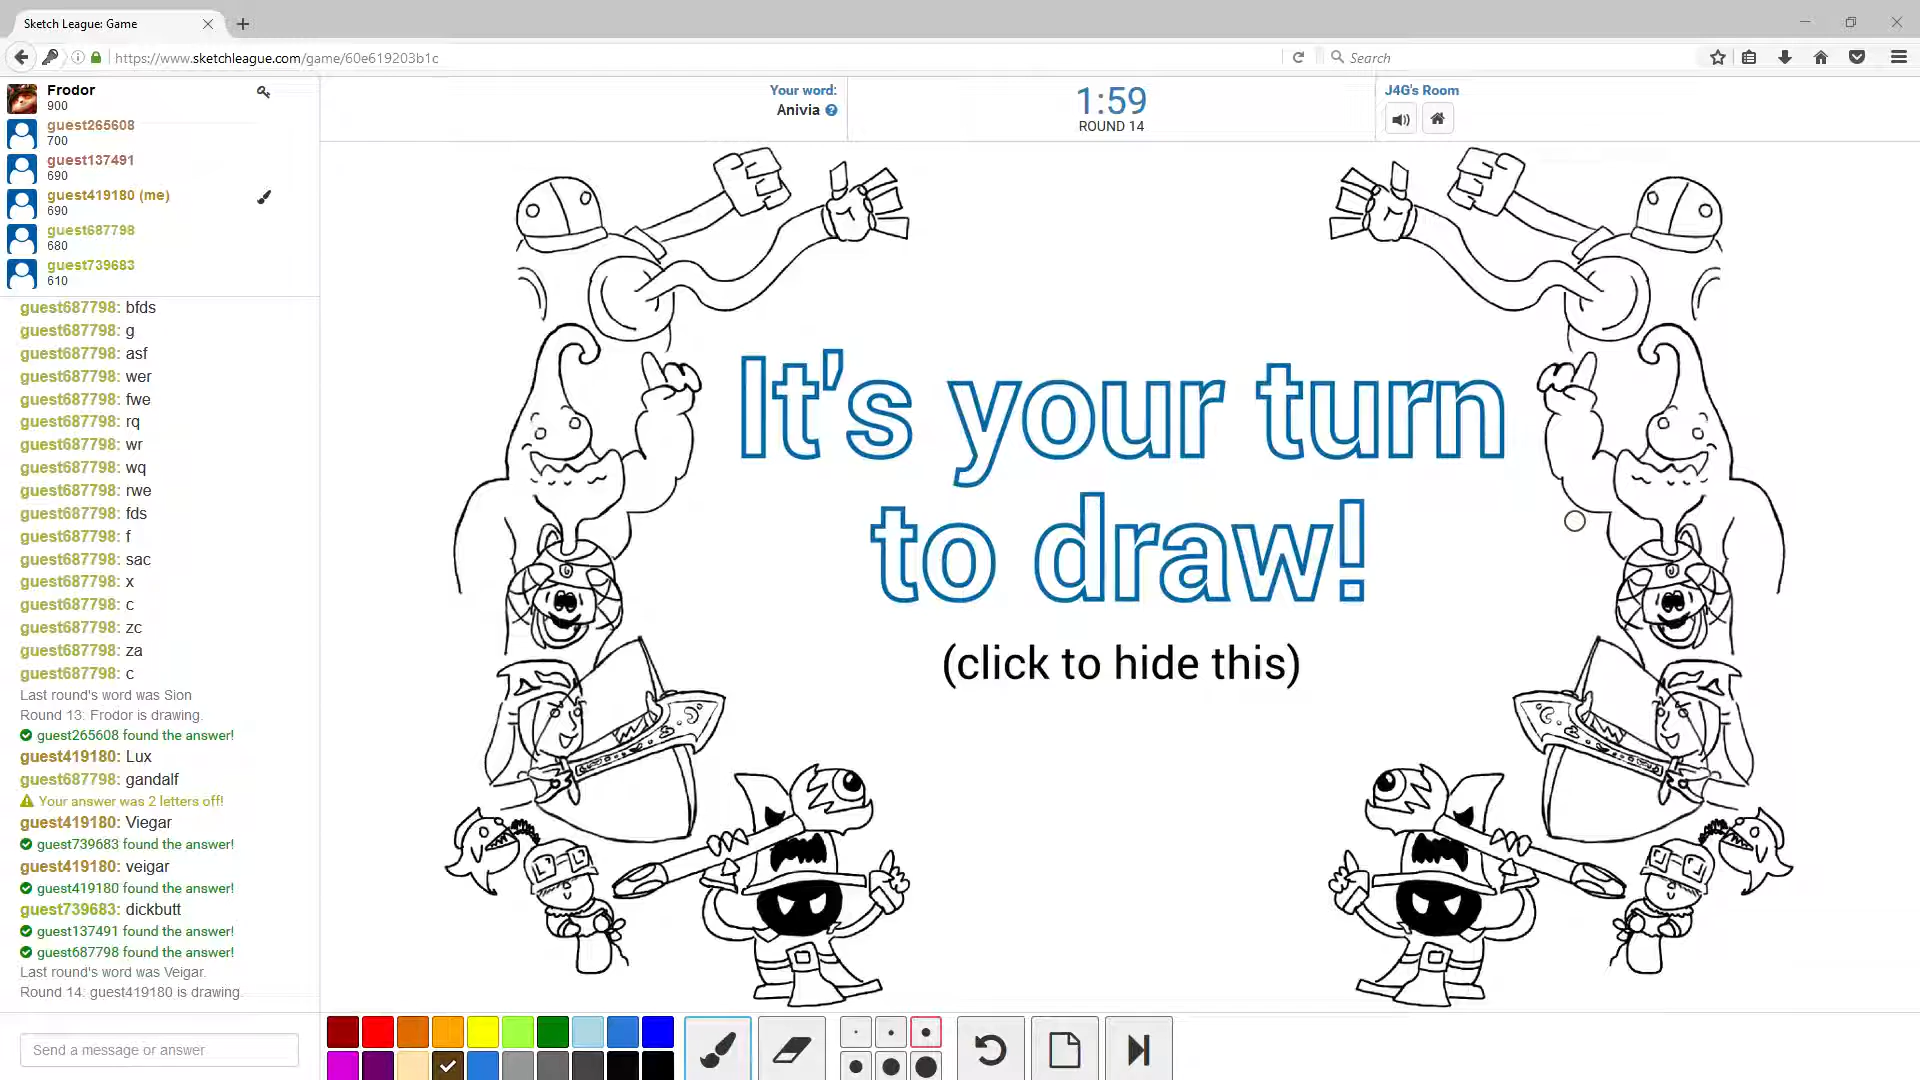 Sketch League: Game
https://www.sketchleague.com/game/60e619203b1c
Search
Frodor
900
guest265608
700
guest137491
690
guest419180 (me)
690
guest687798
680
guest739683
610
Your word:
Anivia
1:59
ROUND 14
J4G's Room
guest687798: bfds
guest687798: g
guest687798: asf
guest687798: wer
guest687798: fwe
guest687798: rq
guest687798: wr
guest687798: wq
guest687798: rwe
guest687798: fds
guest687798: f
guest687798: sac
guest687798: x
guest687798: c
guest687798: zc
guest687798: za
guest687798: c
Last round's word was Sion
Round 13: Frodor is drawing.
guest265608 found the answer!
guest419180: Lux
guest687798: gandalf
Your answer was 2 letters off!
guest419180: Viegar
guest739683 found the answer!
guest419180: veigar
guest419180 found the answer!
guest739683: dickbutt
guest137491 found the answer!
guest687798 found the answer!
Last round's word was Veigar.
Round 14: guest419180 is drawing.
Send a message or answer
It's your turn
to draw!
(click to hide this)